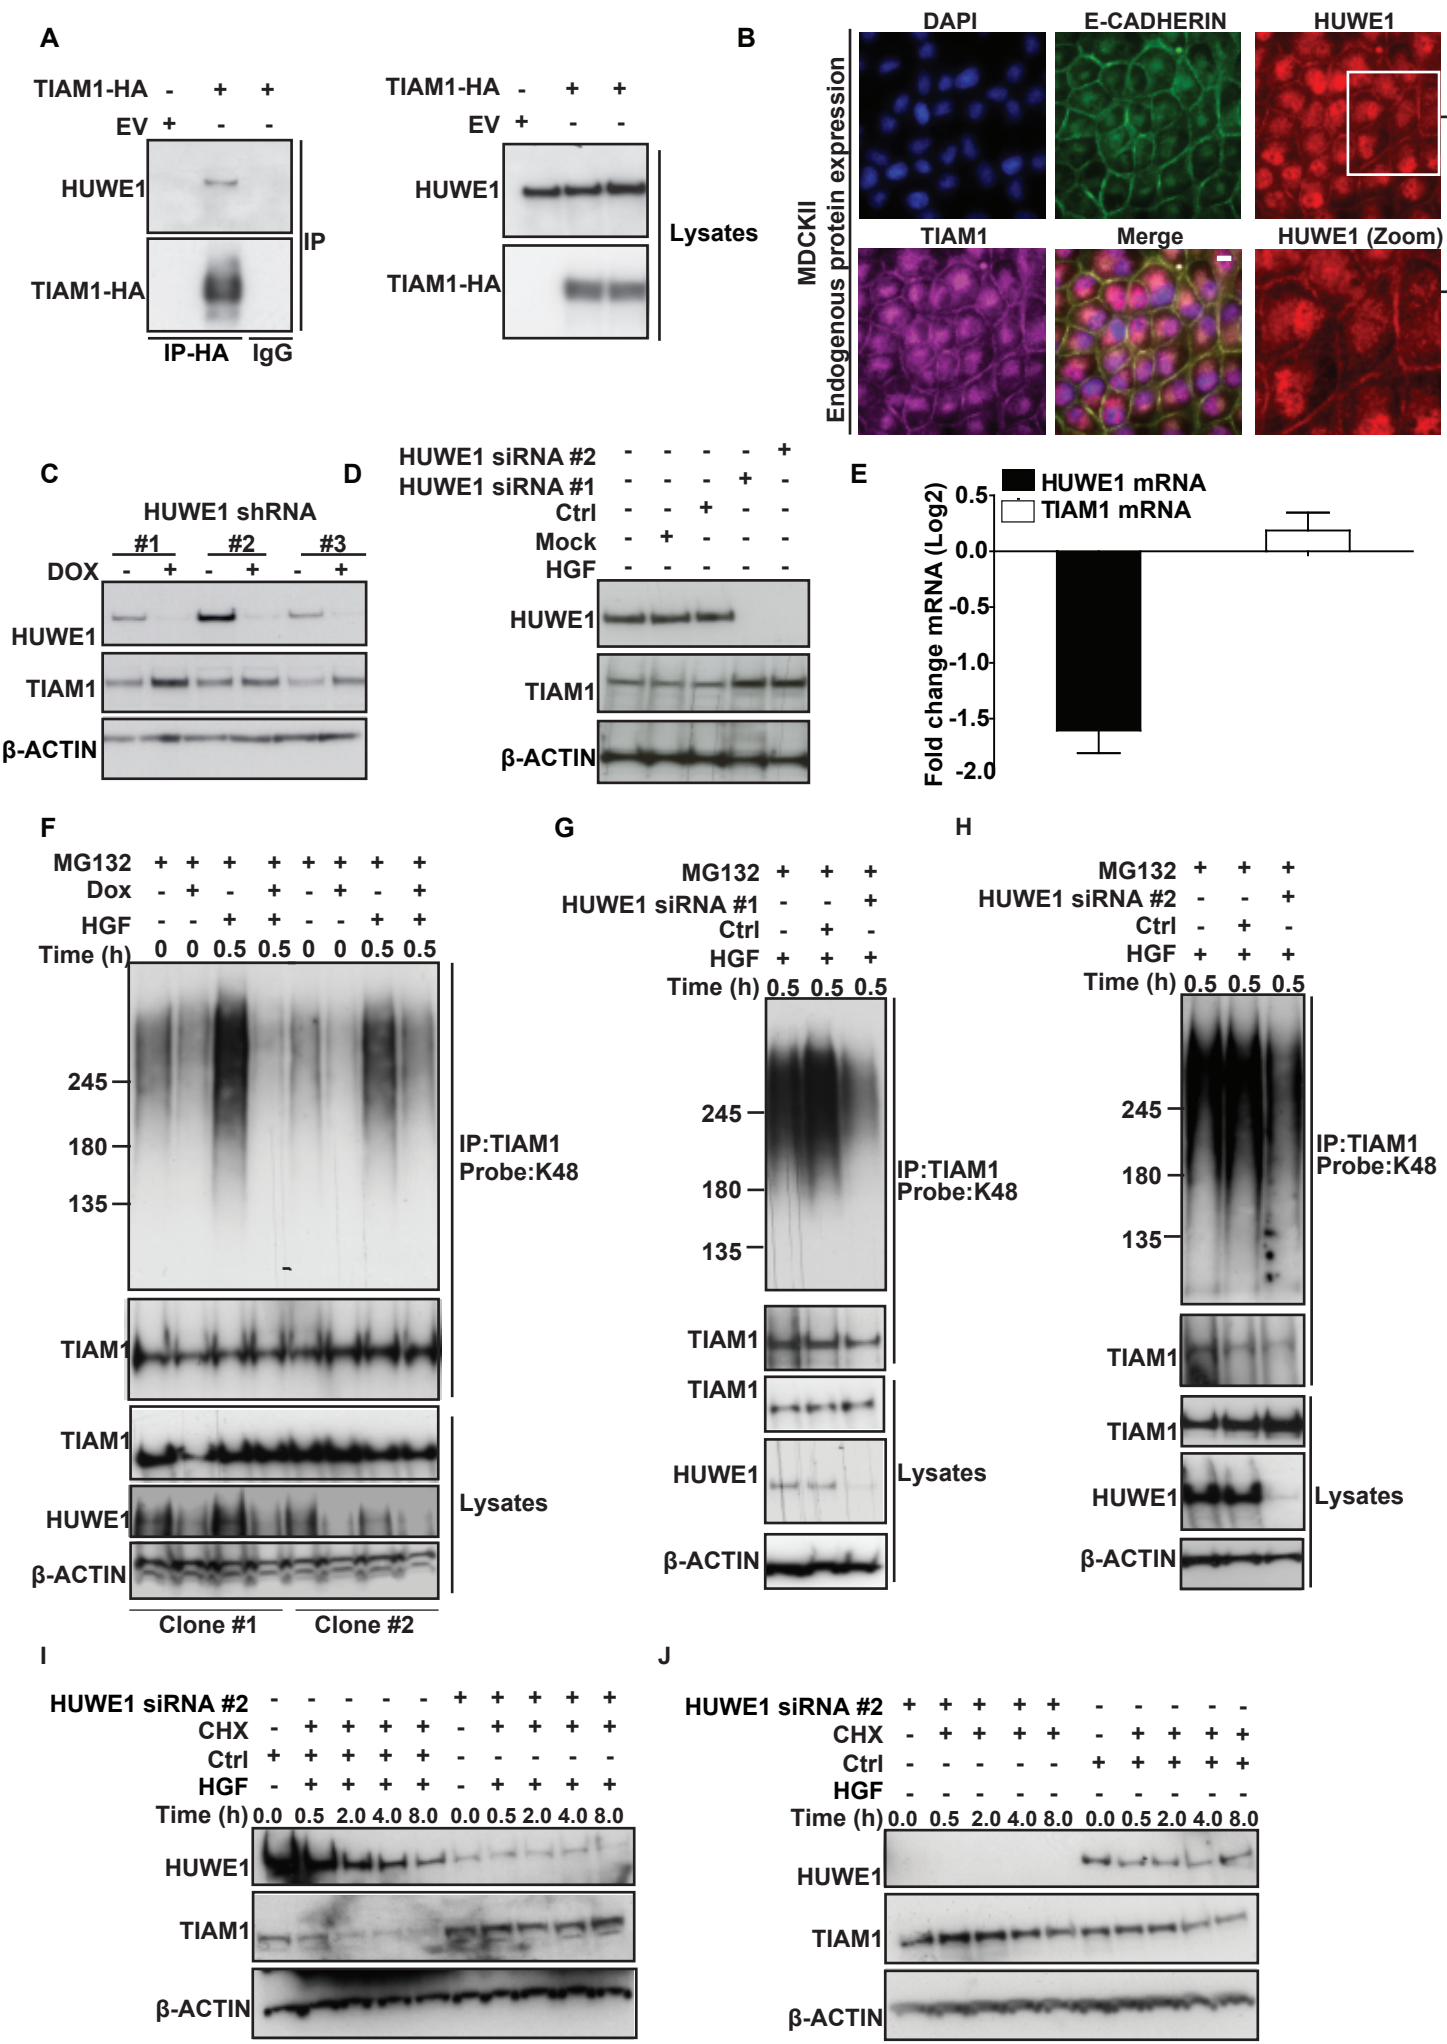 A
TIAM1-HA - + +
EV + - -
HUWE1
TIAM1-HA
IP
IP-HA IgG
TIAM1-HA - + +
EV + - -
HUWE1
TIAM1-HA
Lysates
B
DAPI E-CADHERIN HUWE1
TIAM1 Merge HUWE1 (Zoom)
MDCKII
Endogenous protein expression
C
HUWE1 shRNA
#1 #2 #3
DOX - + - + - +
HUWE1
TIAM1
β-ACTIN
D
HUWE1 siRNA #2 - - - - +
HUWE1 siRNA #1 - - - + -
Ctrl - - + - -
Mock - + - - -
HGF - - - - -
HUWE1
TIAM1
β-ACTIN
E
HUWE1 mRNA
TIAM1 mRNA
Fold change mRNA (Log2)
0.5
0.0
-0.5
-1.0
-1.5
-2.0
F
MG132 + + + + + + + +
Dox - + - + - + - +
HGF - - + + - - + +
Time (h) 0 0 0.5 0.5 0 0 0.5 0.5
245
180
135
IP:TIAM1
Probe:K48
TIAM1
TIAM1
HUWE1
β-ACTIN
Lysates
Clone #1 Clone #2
G
MG132 + + +
HUWE1 siRNA #1 - - +
Ctrl - + -
HGF + + +
Time (h) 0.5 0.5 0.5
245
180
135
IP:TIAM1
Probe:K48
TIAM1
TIAM1
HUWE1
β-ACTIN
Lysates
H
MG132 + + +
HUWE1 siRNA #2 - - +
Ctrl - + -
HGF + + +
Time (h) 0.5 0.5 0.5
245
180
135
IP:TIAM1
Probe:K48
TIAM1
TIAM1
HUWE1
β-ACTIN
Lysates
I
HUWE1 siRNA #2 - - - - - + + + + +
CHX - + + + + - + + + +
Ctrl + + + + + - - - - -
HGF - + + + + - + + + +
Time (h) 0.0 0.5 2.0 4.0 8.0 0.0 0.5 2.0 4.0 8.0
HUWE1
TIAM1
β-ACTIN
J
HUWE1 siRNA #2 + + + + + - - - - -
CHX - + + + + - + + + +
Ctrl - - - - - + + + + +
HGF - - - - - - - - - -
Time (h) 0.0 0.5 2.0 4.0 8.0 0.0 0.5 2.0 4.0 8.0
HUWE1
TIAM1
β-ACTIN